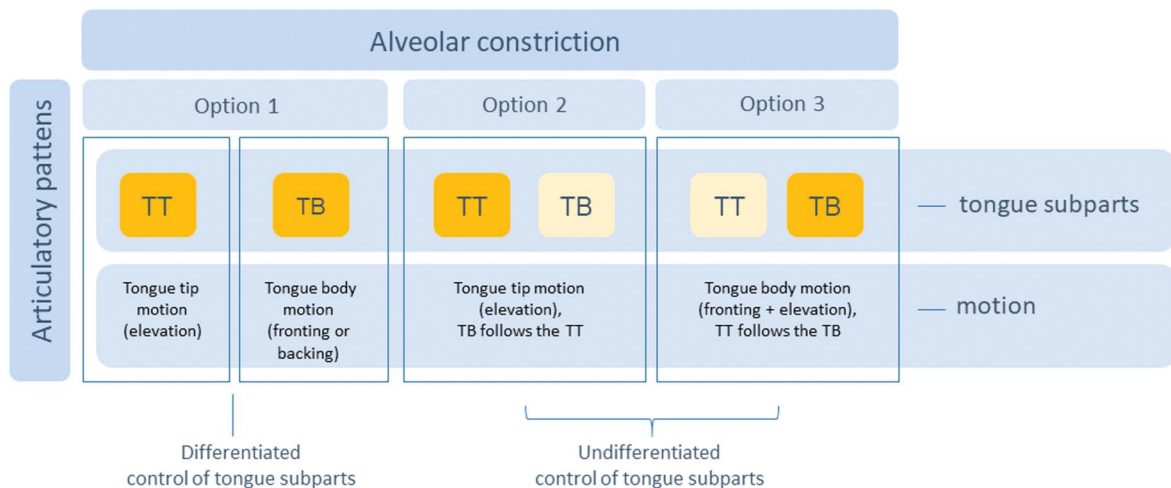 Alveolar constriction
Articulatory pattens
Option 1
Option 2
Option 3
TT
TB
TT
TB
TT
TB
— tongue subparts
Tongue tip
motion
(elevation)
Tongue body
motion
(fronting or
backing)
Tongue tip motion
(elevation),
TB follows the TT
Tongue body motion
(fronting + elevation),
TT follows the TB
— motion
Differentiated
control of tongue subparts
Undifferentiated
control of tongue subparts